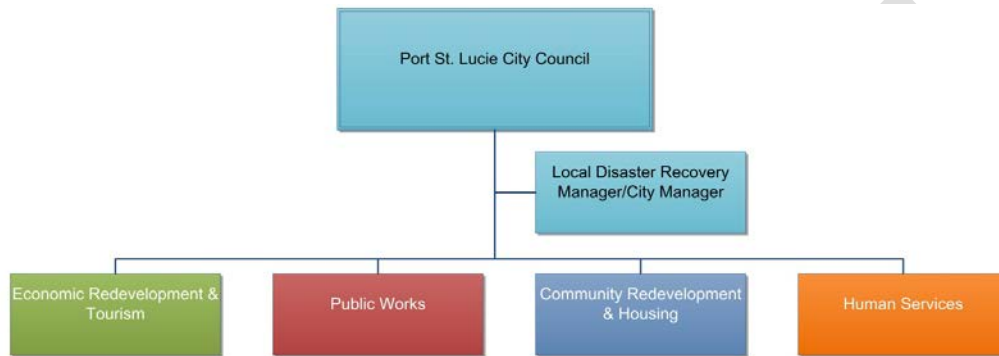 Port St. Lucie City Council
Local Disaster Recovery
Manager/City Manager
Economic Redevelopment &
Tourism
Public Works
Community Redevelopment
& Housing
Human Services